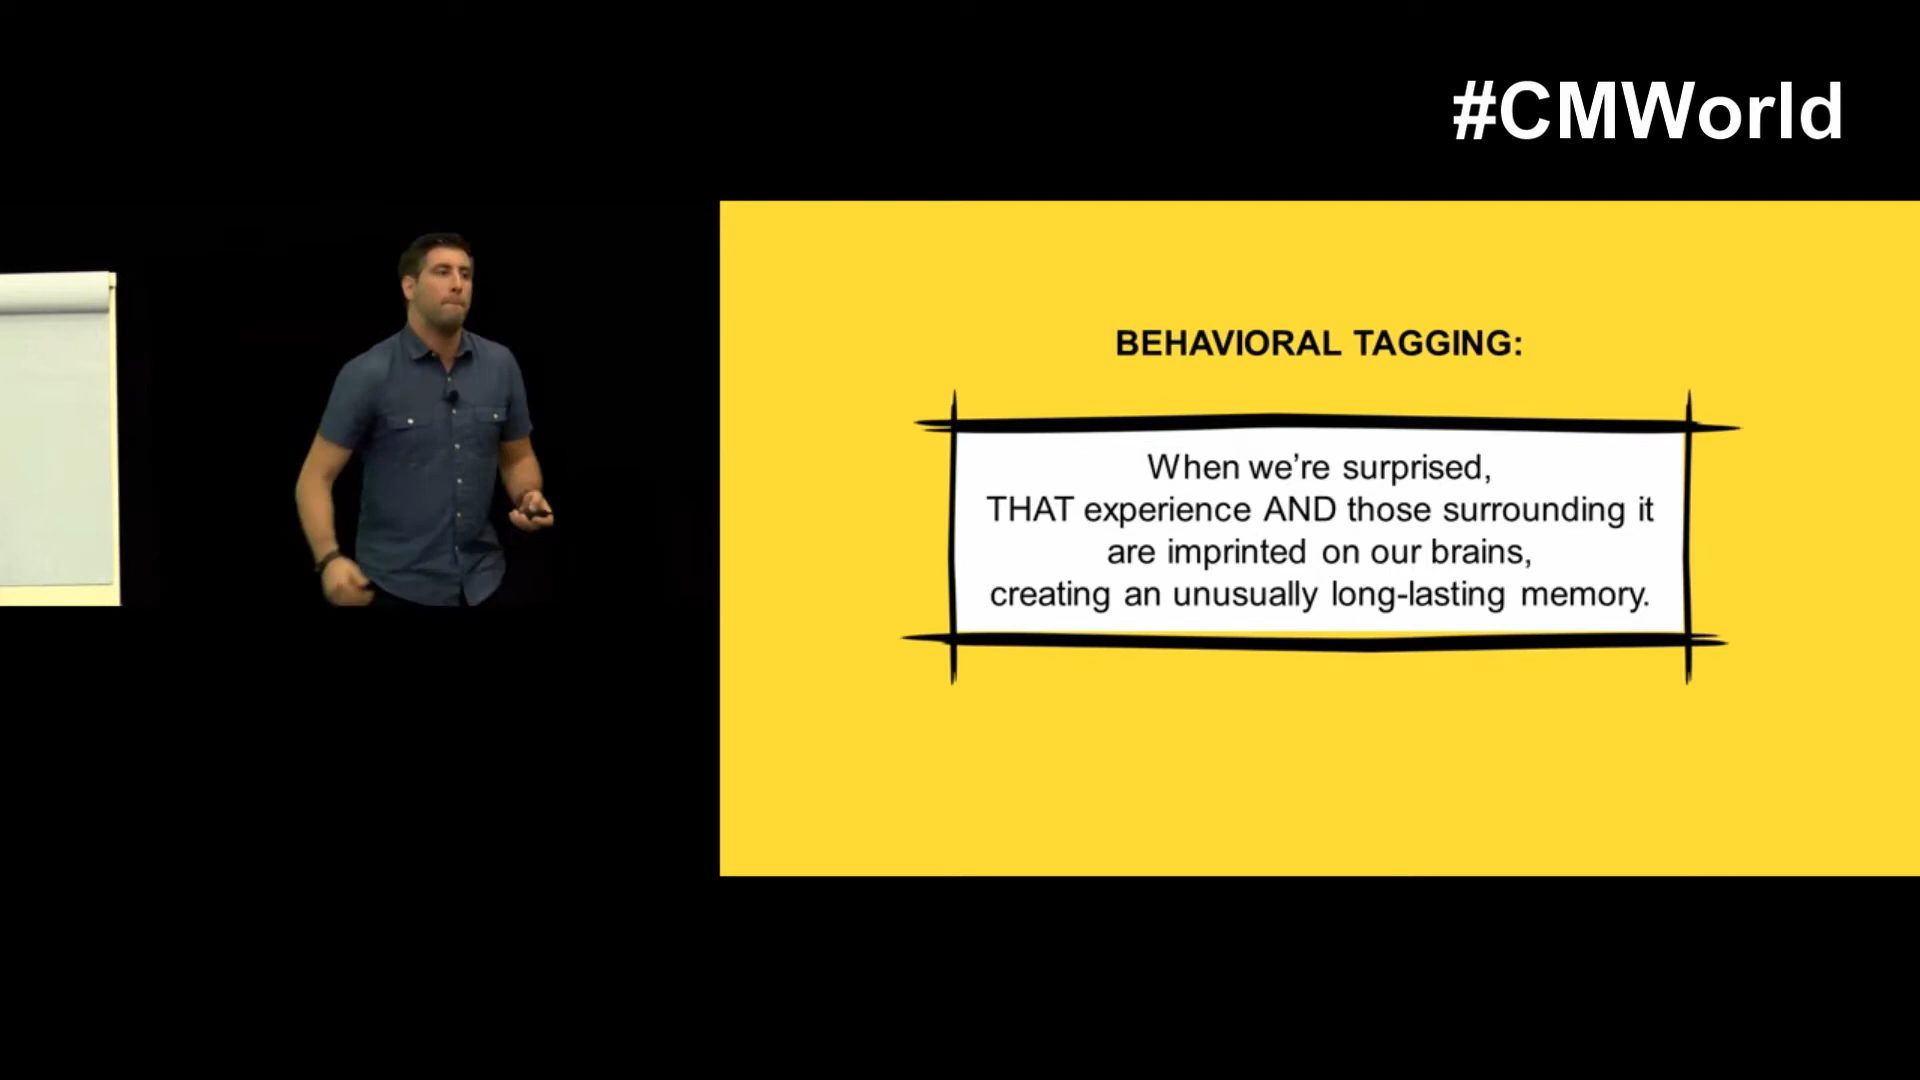 #CMWorld
BEHAVIORAL TAGGING:
When we’re surprised,
THAT experience AND those surrounding it
are imprinted on our brains,
creating an unusually long-lasting memory.